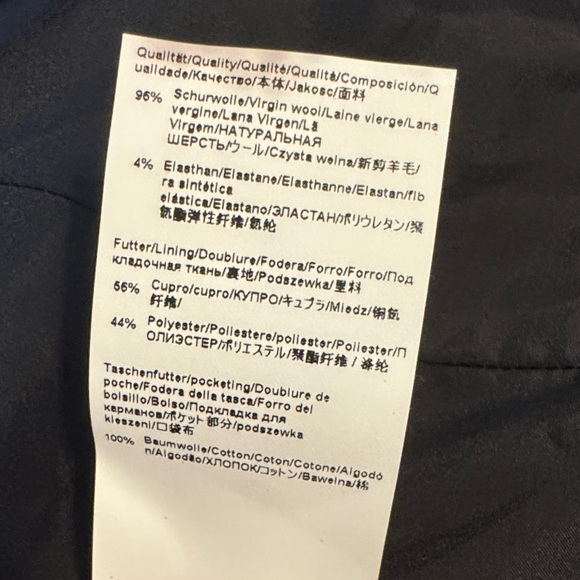 Qualität/Quality/Qualité/Qualità/Composición/Q
ualidade/Качество/本体/Jakosc/面料
96% Schurwolle/Virgin wool/Laine vierge/Lana
vergine/Lana Virgen/Lã
Virgem/НАТУРАЛЬНАЯ
ШЕРСТЬ/ウール/Czysta welna/新剪羊毛/
4% Elasthan/Elastane/Elasthanne/Elastan/fib
ra sintética
elástica/Elastano/ЭЛАСТАН/ポリウレタン/聚
氨酯弹性纤维/氨纶
Futter/Lining/Doublure/Fodera/Forro/Forro/Под
кладочная ткань/裏地/Podszewka/里料
56% Cupro/cupro/КУПРО/キュプラ/Miedz/铜氨
纤维/
44% Polyester/Poliestere/poliester/Poliester/П
ОЛИЭСТЕР/ポリエステル/聚酯纤维 / 涤纶
Taschenfutter/pocketing/Doublure de
poche/Fodera della tasca/Forro del
bolsillo/Bolso/Подкладка для
карманов/ポケット部分/podszewka
kieszeni/口袋布
100% Baumwolle/Cotton/Coton/Cotone/Algodó
n/Algodão/ХЛОПОК/コットン/Bawelna/棉